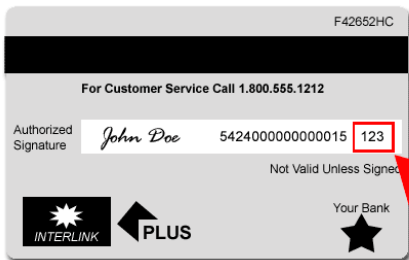 F42652HC
For Customer Service Call 1.800.555.1212
Authorized
Signature
John Doe 5424000000000015 123
Not Valid Unless Signed
Your Bank
INTERLINK
PLUS